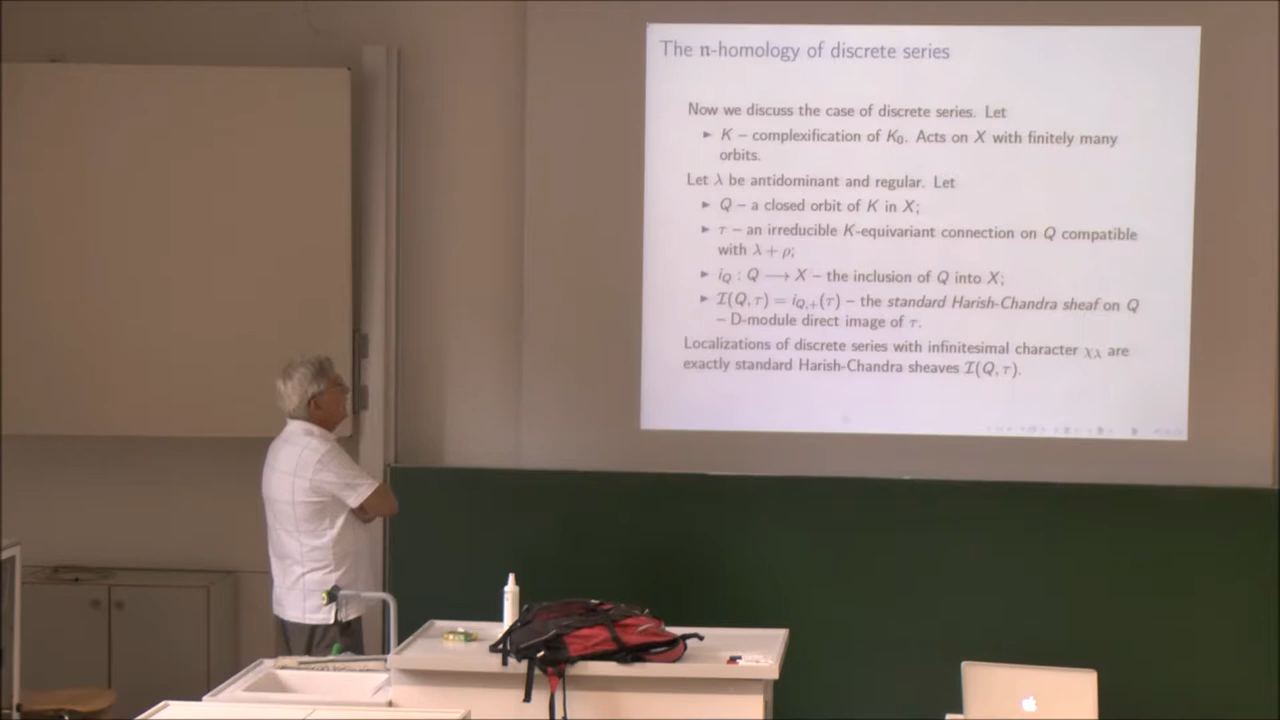 The n-homology of discrete series
Now we discuss the case of discrete series. Let
► K – complexification of K₀. Acts on X with finitely many
orbits.
Let λ be antidominant and regular. Let
► Q – a closed orbit of K in X;
► τ – an irreducible K-equivariant connection on Q compatible
with λ + ρ;
► i_Q : Q ⟶ X – the inclusion of Q into X;
► ℐ(Q, τ) = i_{Q,+}(τ) – the standard Harish-Chandra sheaf on Q
– D-module direct image of τ.
Localizations of discrete series with infinitesimal character χ_λ are
exactly standard Harish-Chandra sheaves ℐ(Q, τ).